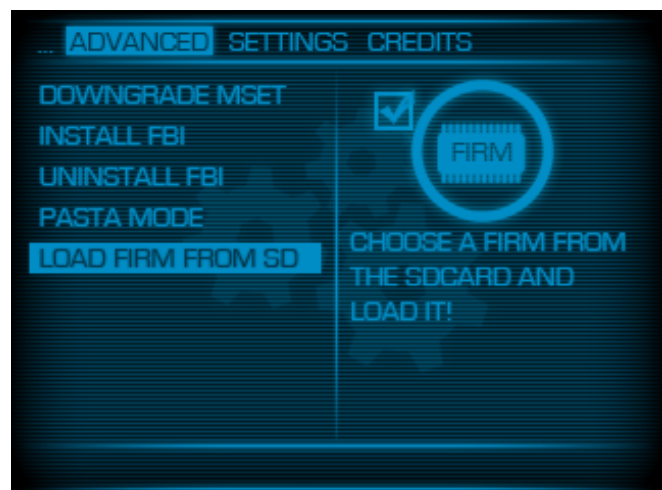 ... ADVANCED SETTINGS CREDITS
DOWNGRADE MSET
INSTALL FBI
UNINSTALL FBI
PASTA MODE
LOAD FIRM FROM SD
FIRM
CHOOSE A FIRM FROM
THE SDCARD AND
LOAD IT!